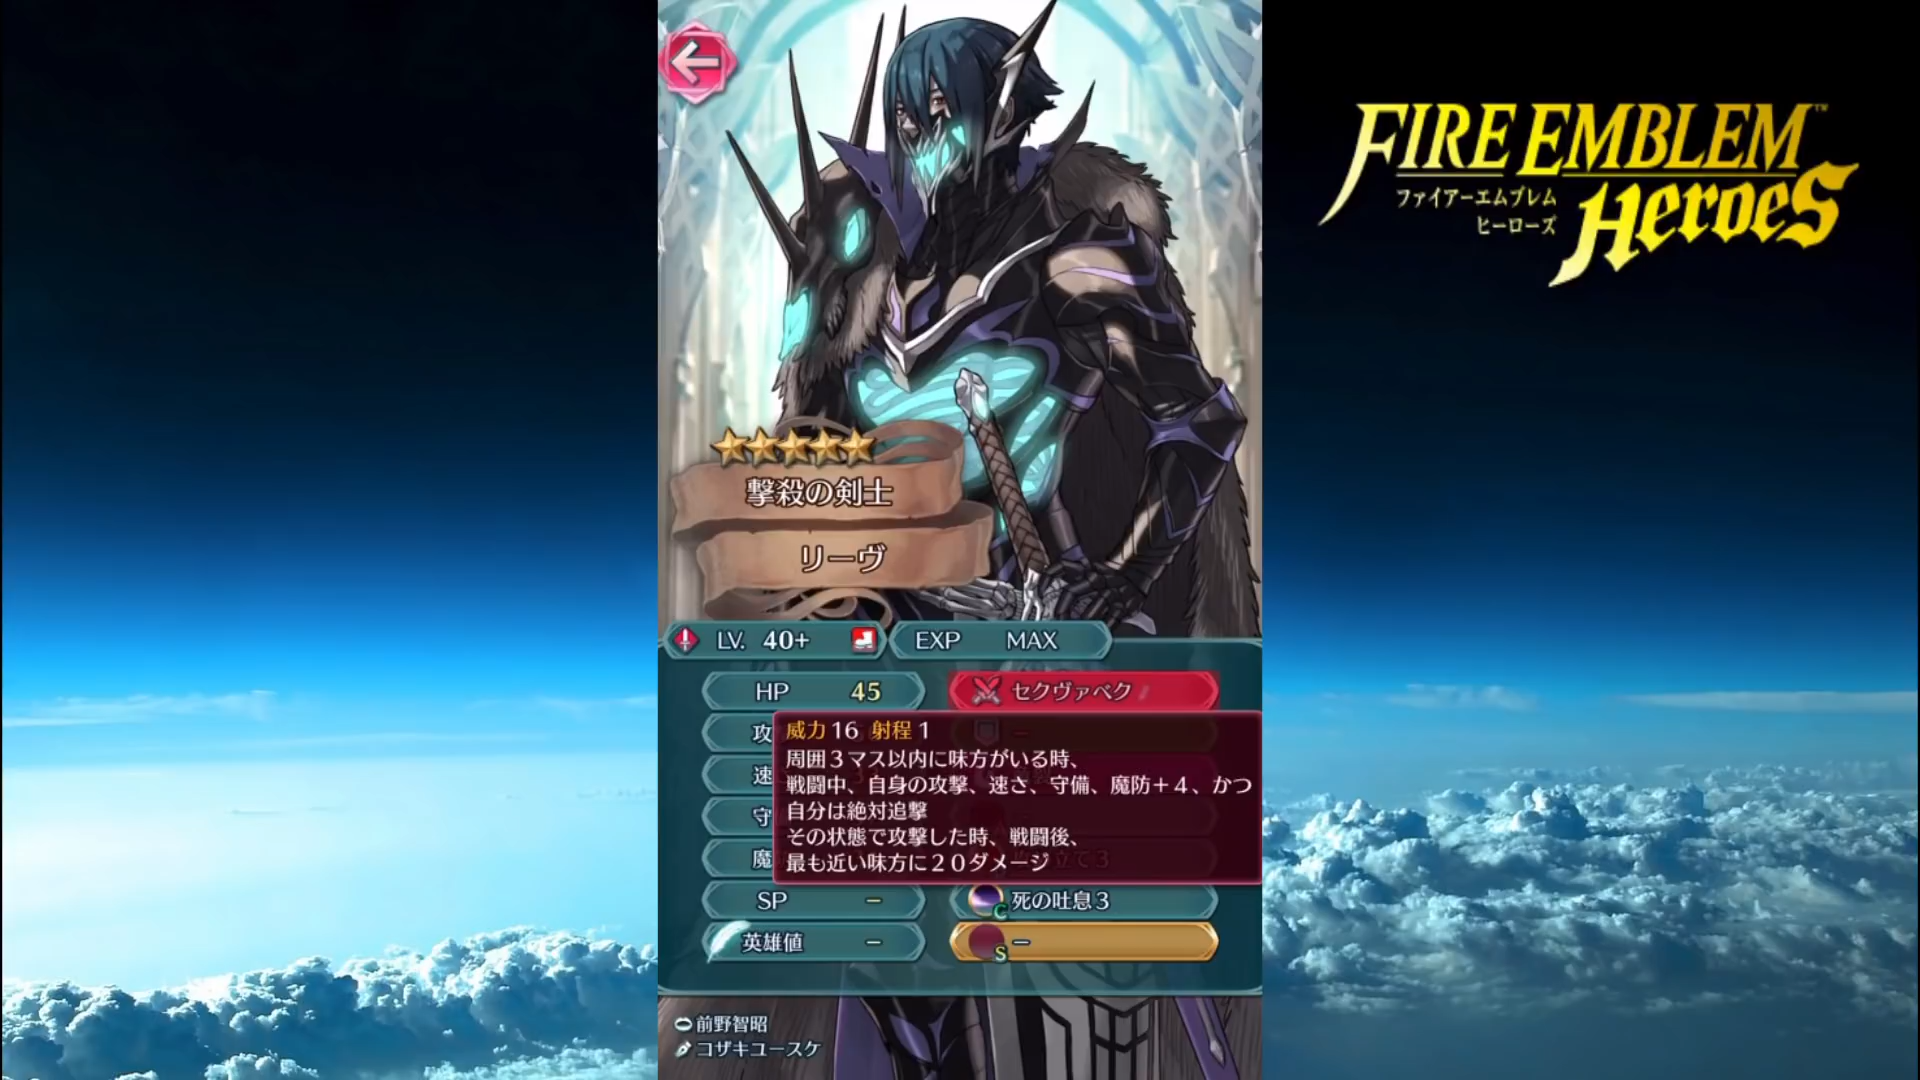 FIRE EMBLEM™
ファイアーエムブレム
ヒーローズ
Heroes
撃殺の剣士
リーヴ
LV. 40+
EXP MAX
HP 45
セクヴァベク
攻
威力16 射程1
周囲3マス以内に味方がいる時、
速
戦闘中、自身の攻撃、速さ、守備、魔防+4、かつ
守
自分は絶対追撃
その状態で攻撃した時、戦闘後、
魔
最も近い味方に20ダメージ
SP –
C 死の吐息3
英雄値 –
S –
前野智昭
コザキユースケ